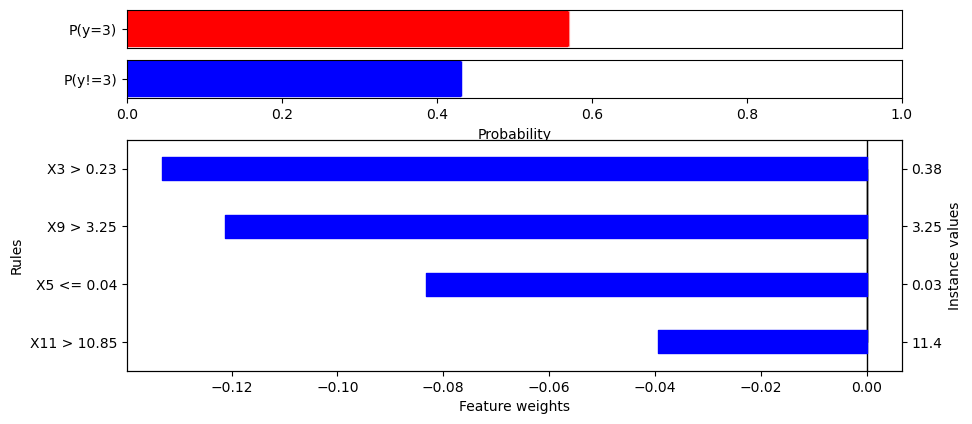 P(y=3)
P(y!=3)
0.0 0.2 0.4 0.6 0.8 1.0
Probability
X3 > 0.23 0.38
X9 > 3.25 3.25
X5 <= 0.04 0.03
X11 > 10.85 11.4
Rules
Instance values
−0.12 −0.10 −0.08 −0.06 −0.04 −0.02 0.00
Feature weights